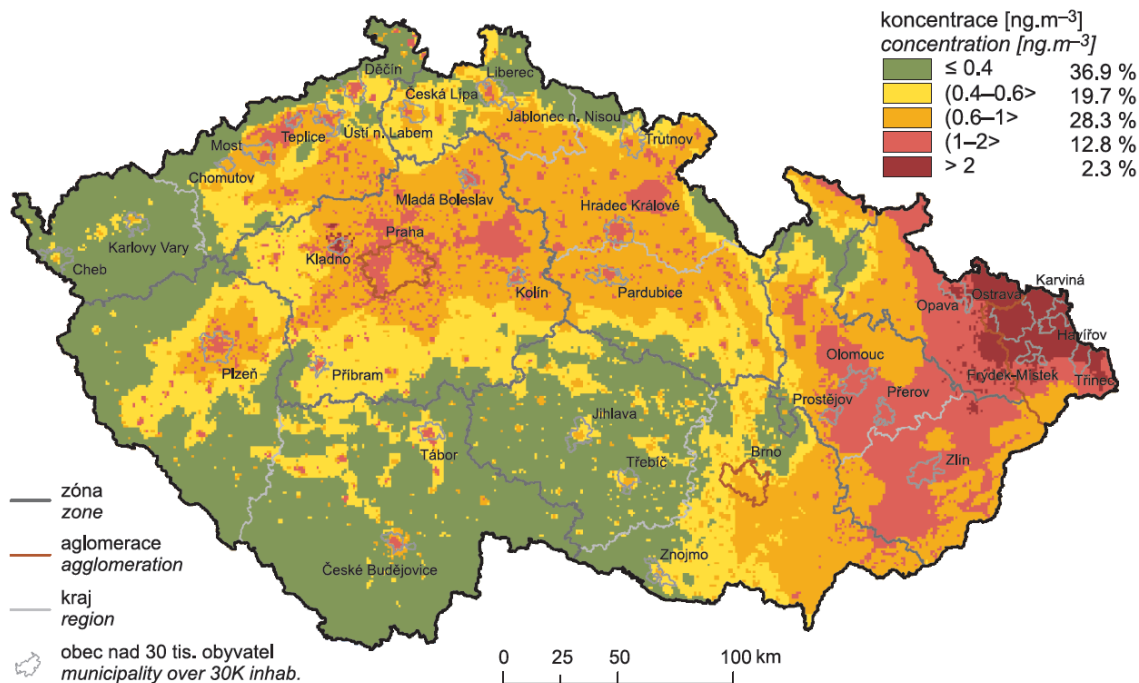 koncentrace [ng.m⁻³]
concentration [ng.m⁻³]
≤ 0.4 36.9 %
(0.4–0.6> 19.7 %
(0.6–1> 28.3 %
(1–2> 12.8 %
> 2 2.3 %
Děčín
Liberec
Česká Lípa
Jablonec n. Nisou
Teplice
Ústí n. Labem
Trutnov
Most
Chomutov
Mladá Boleslav
Hradec Králové
Praha
Karlovy Vary
Kladno
Cheb
Kolín
Pardubice
Karviná
Ostrava
Opava
Havířov
Olomouc
Frýdek-Místek
Třinec
Plzeň
Příbram
Přerov
Prostějov
Jihlava
Tábor
Třebíč
Brno
Zlín
Znojmo
České Budějovice
zóna
zone
aglomerace
agglomeration
kraj
region
obec nad 30 tis. obyvatel
municipality over 30K inhab.
0 25 50 100 km